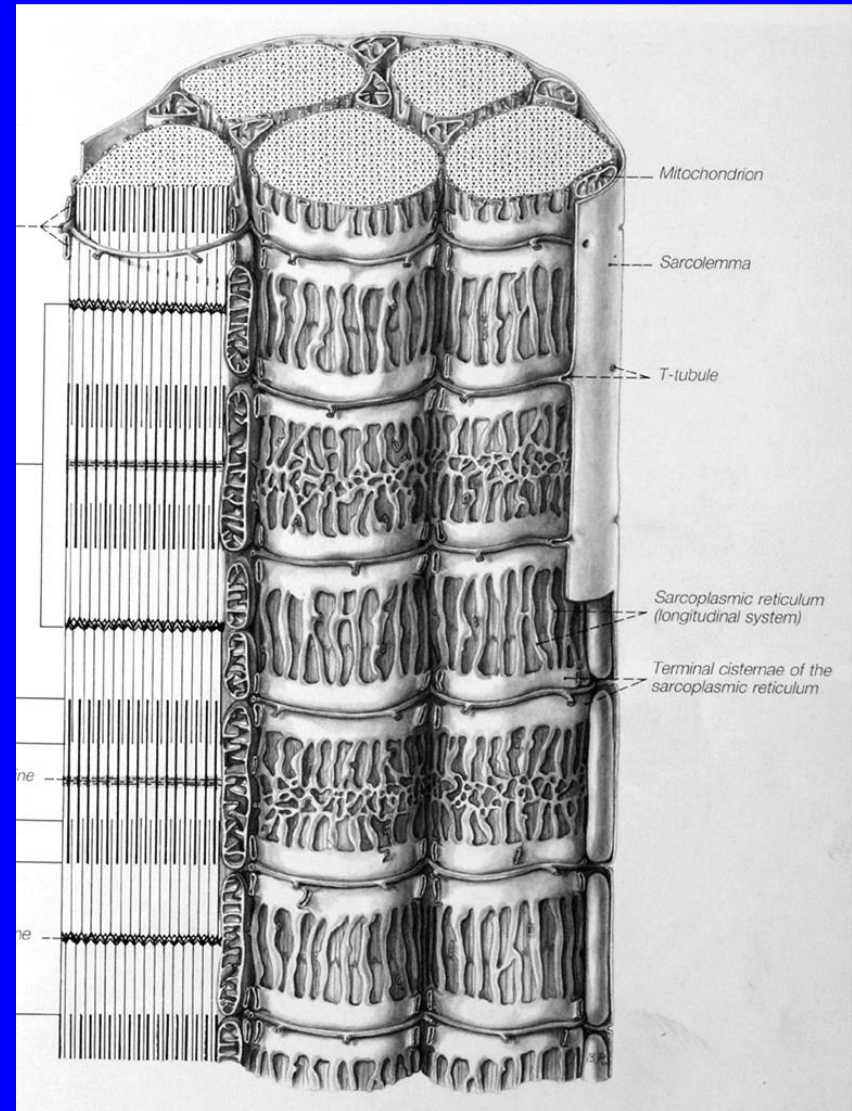 Mitochondrion
Sarcolemma
T-tubule
Sarcoplasmic reticulum
(longitudinal system)
Terminal cisternae of the
sarcoplasmic reticulum
ine
ne